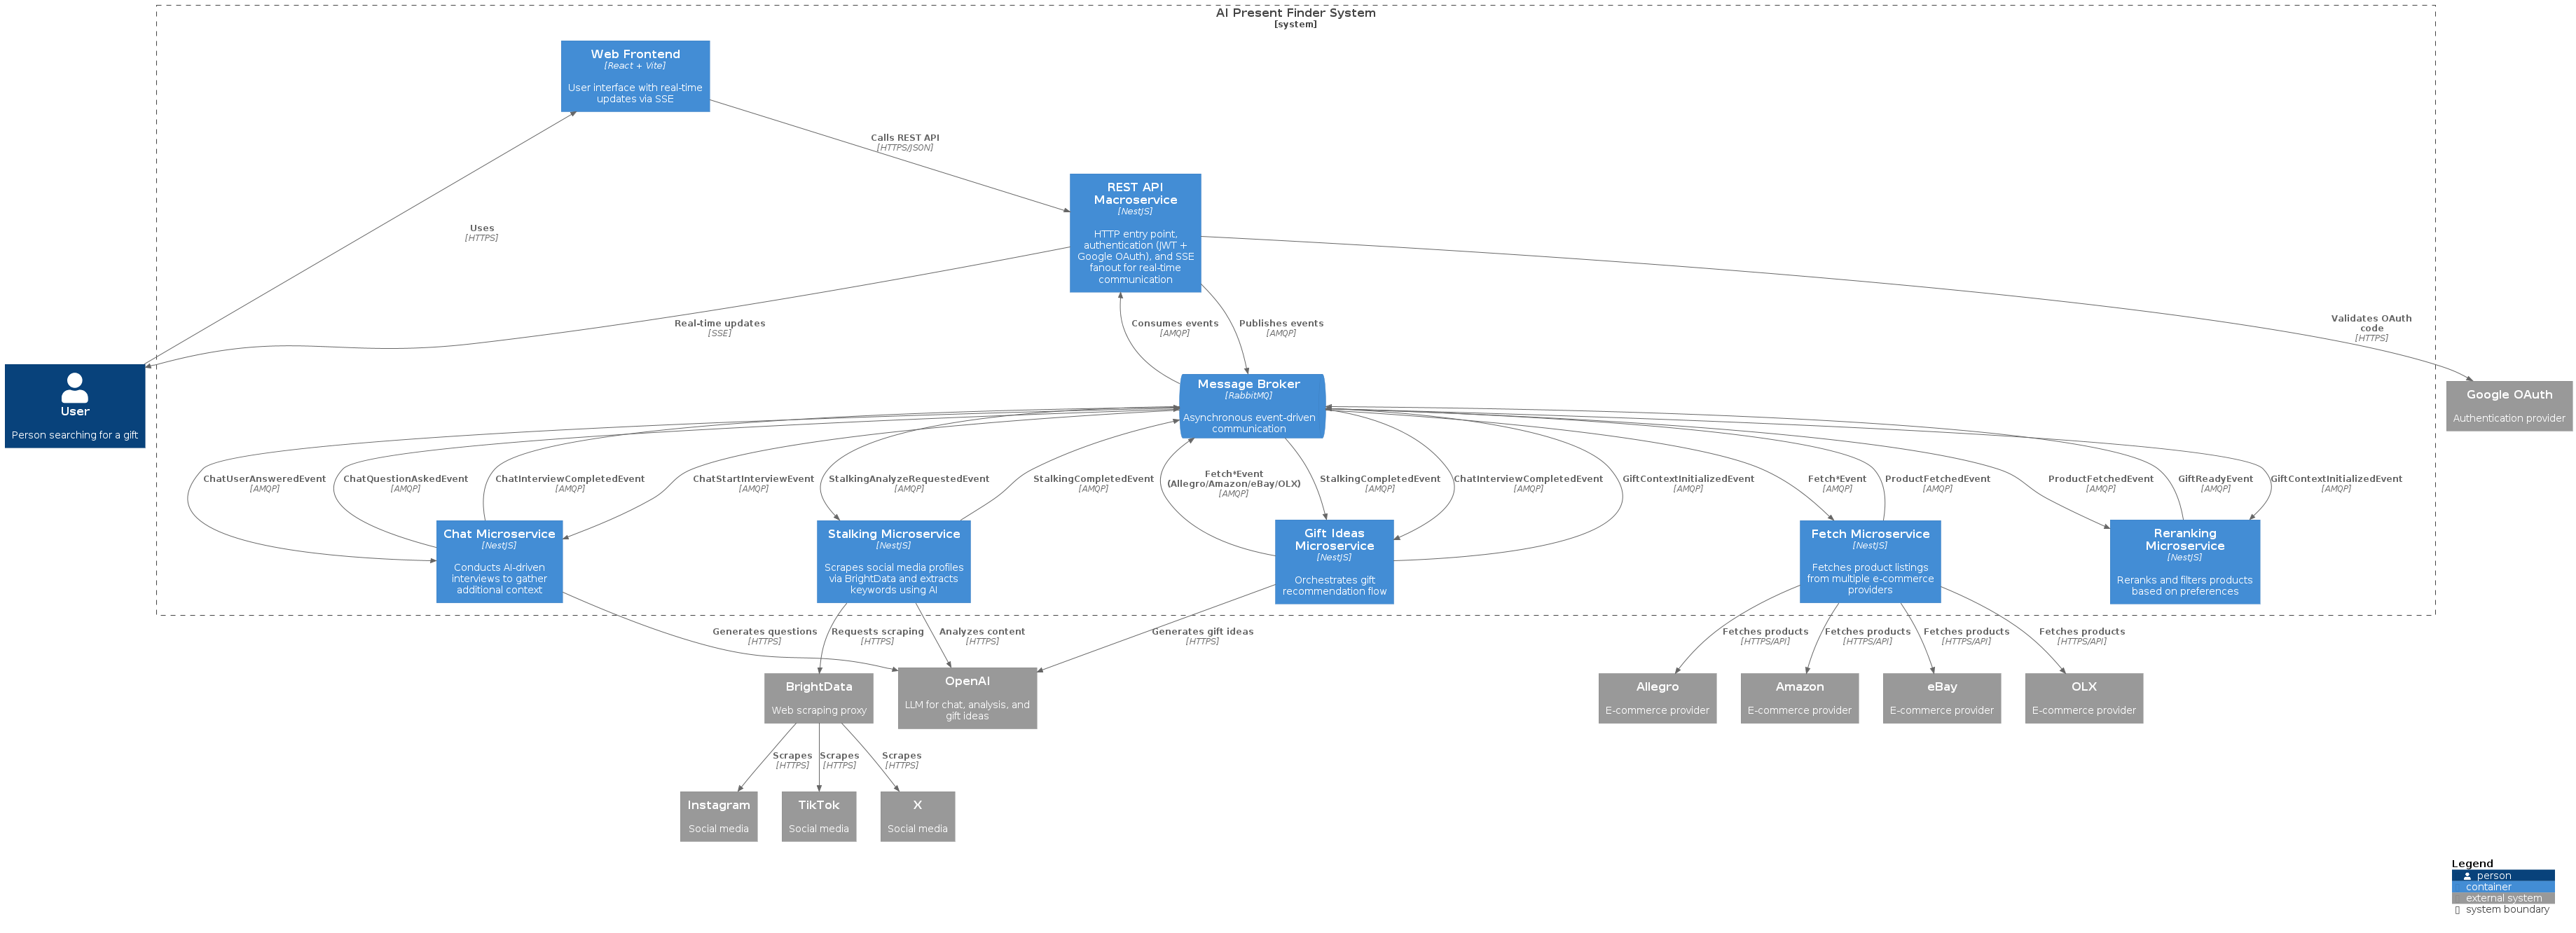 AI Present Finder System
[system]
Web Frontend
[React + Vite]
User interface with real-time
updates via SSE
Calls REST API
[HTTPS/JSON]
REST API
Macroservice
[NestJS]
HTTP entry point,
authentication (JWT +
Google OAuth), and SSE
fanout for real-time
communication
Uses
[HTTPS]
Real-time updates
[SSE]
Consumes events
[AMQP]
Publishes events
[AMQP]
Validates OAuth
code
[HTTPS]
User
Person searching for a gift
Message Broker
[RabbitMQ]
Asynchronous event-driven
communication
Google OAuth
Authentication provider
ChatUserAnsweredEvent
[AMQP]
ChatQuestionAskedEvent
[AMQP]
ChatInterviewCompletedEvent
[AMQP]
ChatStartInterviewEvent
[AMQP]
StalkingAnalyzeRequestedEvent
[AMQP]
StalkingCompletedEvent
[AMQP]
Fetch*Event
(Allegro/Amazon/eBay/OLX)
[AMQP]
StalkingCompletedEvent
[AMQP]
ChatInterviewCompletedEvent
[AMQP]
GiftContextInitializedEvent
[AMQP]
Fetch*Event
[AMQP]
ProductFetchedEvent
[AMQP]
ProductFetchedEvent
[AMQP]
GiftReadyEvent
[AMQP]
GiftContextInitializedEvent
[AMQP]
Chat Microservice
[NestJS]
Conducts AI-driven
interviews to gather
additional context
Stalking Microservice
[NestJS]
Scrapes social media profiles
via BrightData and extracts
keywords using AI
Gift Ideas
Microservice
[NestJS]
Orchestrates gift
recommendation flow
Fetch Microservice
[NestJS]
Fetches product listings
from multiple e-commerce
providers
Reranking
Microservice
[NestJS]
Reranks and filters products
based on preferences
Generates questions
[HTTPS]
Requests scraping
[HTTPS]
Analyzes content
[HTTPS]
Generates gift ideas
[HTTPS]
Fetches products
[HTTPS/API]
Fetches products
[HTTPS/API]
Fetches products
[HTTPS/API]
Fetches products
[HTTPS/API]
BrightData
Web scraping proxy
OpenAI
LLM for chat, analysis, and
gift ideas
Allegro
E-commerce provider
Amazon
E-commerce provider
eBay
E-commerce provider
OLX
E-commerce provider
Scrapes
[HTTPS]
Scrapes
[HTTPS]
Scrapes
[HTTPS]
Instagram
Social media
TikTok
Social media
X
Social media
Legend
person
container
external system
system boundary